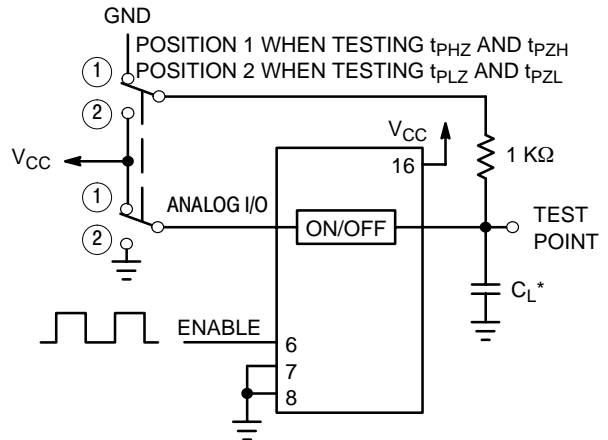 GND
POSITION 1 WHEN TESTING tPHZ AND tPZH
POSITION 2 WHEN TESTING tPLZ AND tPZL
1
2
VCC
1
2
ANALOG I/O
ON/OFF
VCC
16
1 KΩ
TEST
POINT
CL*
ENABLE
6
7
8